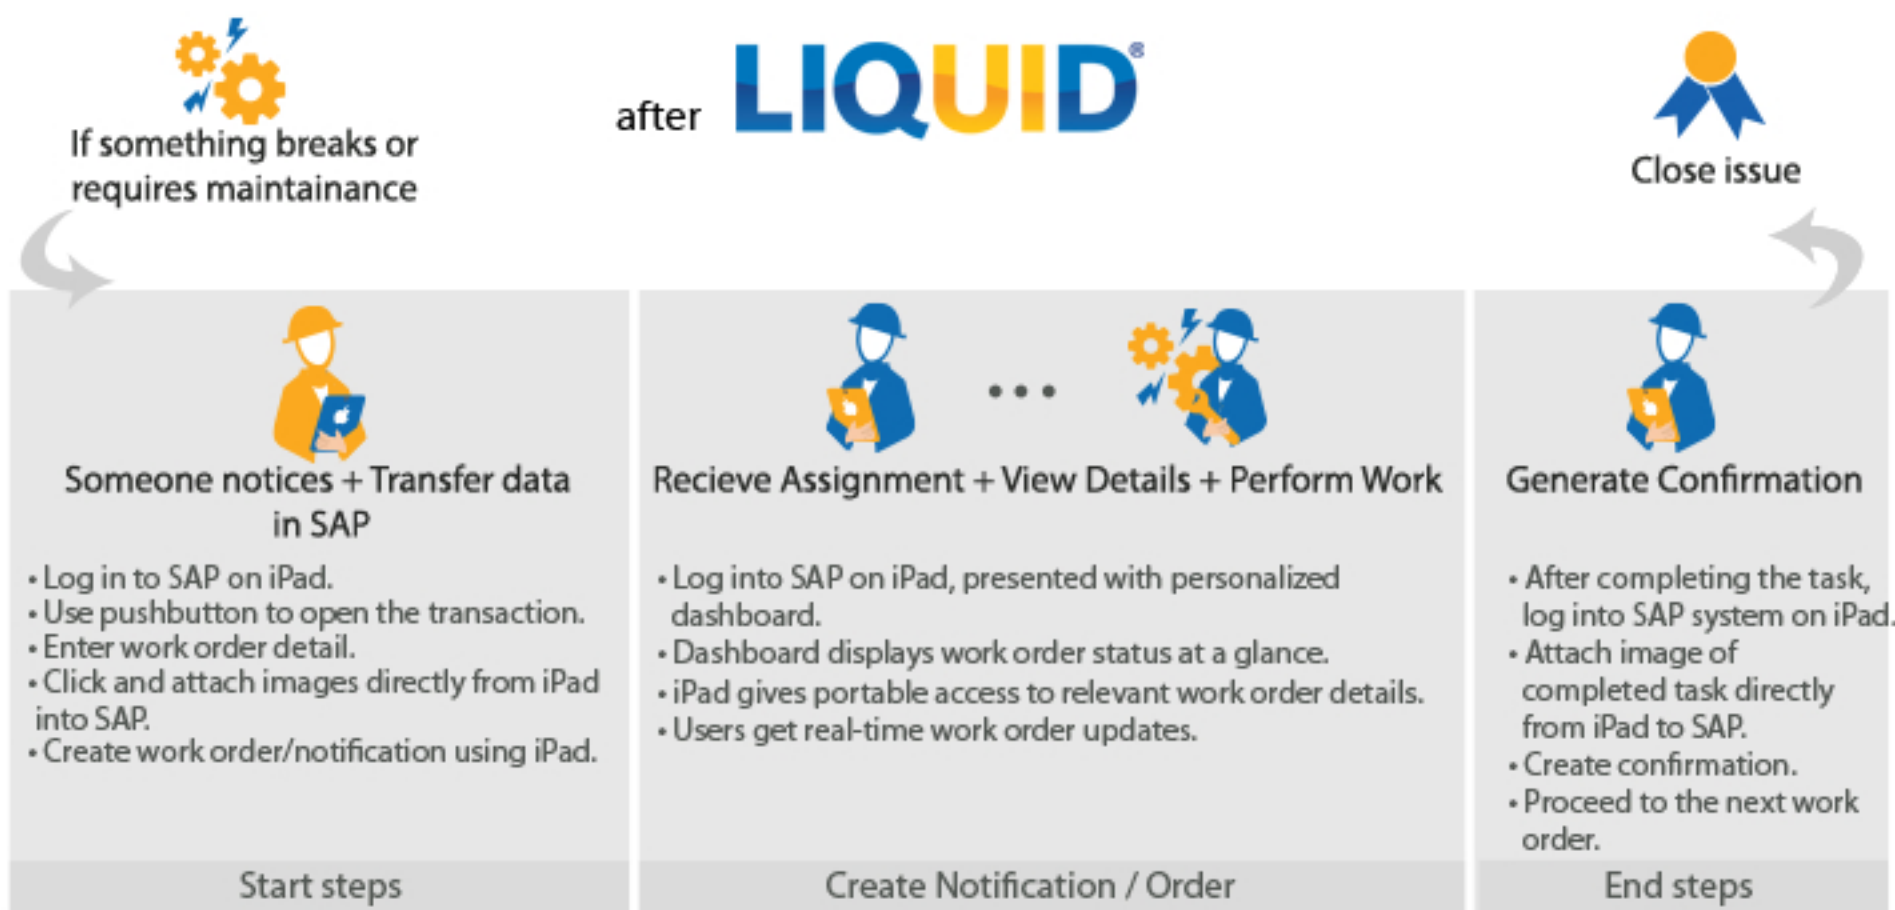 If something breaks or
requires maintainance
after LIQUID®
Close issue
Someone notices + Transfer data
in SAP
• Log in to SAP on iPad.
• Use pushbutton to open the transaction.
• Enter work order detail.
• Click and attach images directly from iPad
into SAP.
• Create work order/notification using iPad.
Start steps
Recieve Assignment + View Details + Perform Work
• Log into SAP on iPad, presented with personalized
dashboard.
• Dashboard displays work order status at a glance.
• iPad gives portable access to relevant work order details.
• Users get real-time work order updates.
Create Notification / Order
Generate Confirmation
• After completing the task,
log into SAP system on iPad.
• Attach image of
completed task directly
from iPad to SAP.
• Create confirmation.
• Proceed to the next work
order.
End steps